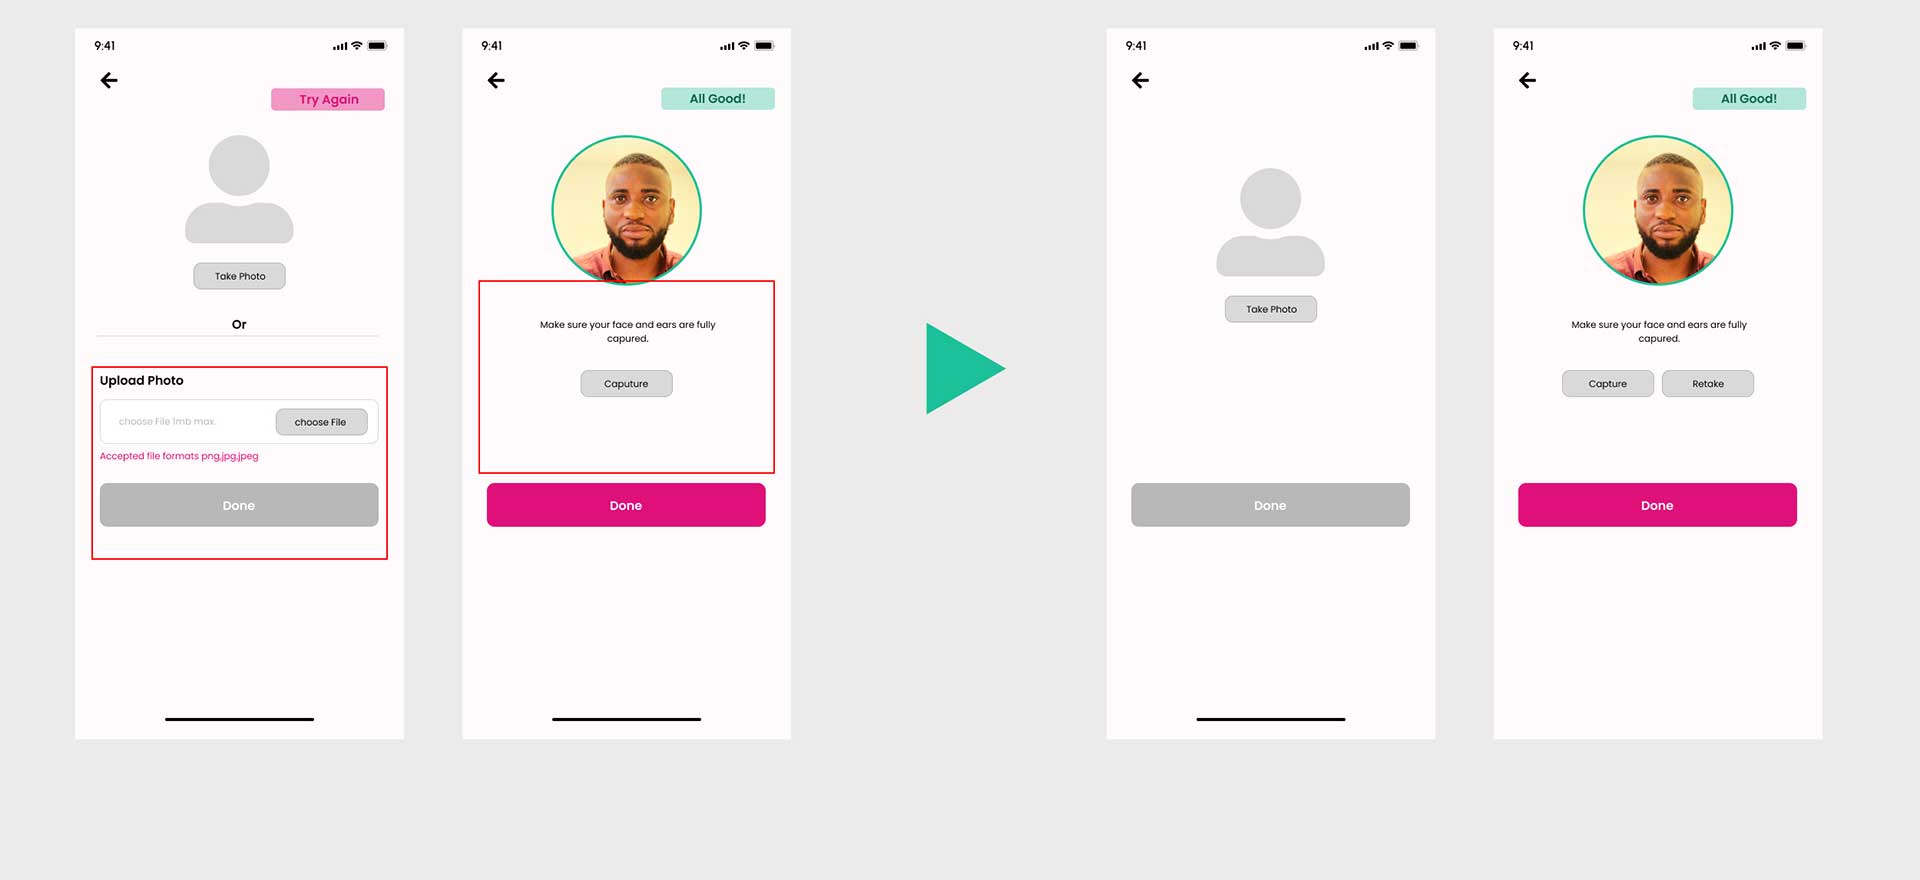 9:41
Try Again
Take Photo
Or
Upload Photo
choose File 1mb max.
choose File
Accepted file formats png,jpg,jpeg
Done
9:41
All Good!
Make sure your face and ears are fully
capured.
Caputure
Done
9:41
Take Photo
Done
9:41
All Good!
Make sure your face and ears are fully
capured.
Capture
Retake
Done